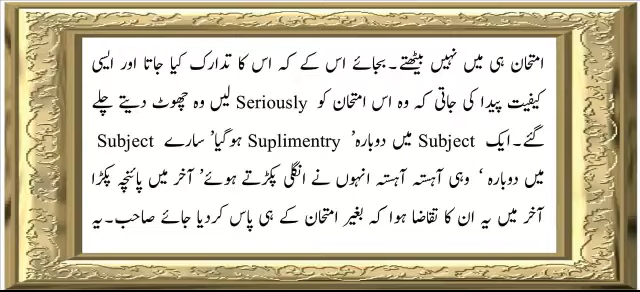 امتحان ہی میں نہیں بیٹھتے۔ بجائے اس کے کہ اس کا تدارک کیا جاتا اور ایسی
کیفیت پیدا کی جاتی کہ وہ اس امتحان کو Seriously لیں وہ چھوٹ دیتے چلے
گئے۔ ایک Subject میں دوبارہ’ Suplimentry ہوگیا’ سارے Subject
میں دوبارہ ‘ وہی آہستہ آہستہ انہوں نے انگلی پکڑتے ہوئے’ آخر میں پائنچہ پکڑا
آخر میں یہ ان کا تقاضا ہوا کہ بغیر امتحان کے ہی پاس کردیا جائے صاحب۔ یہ